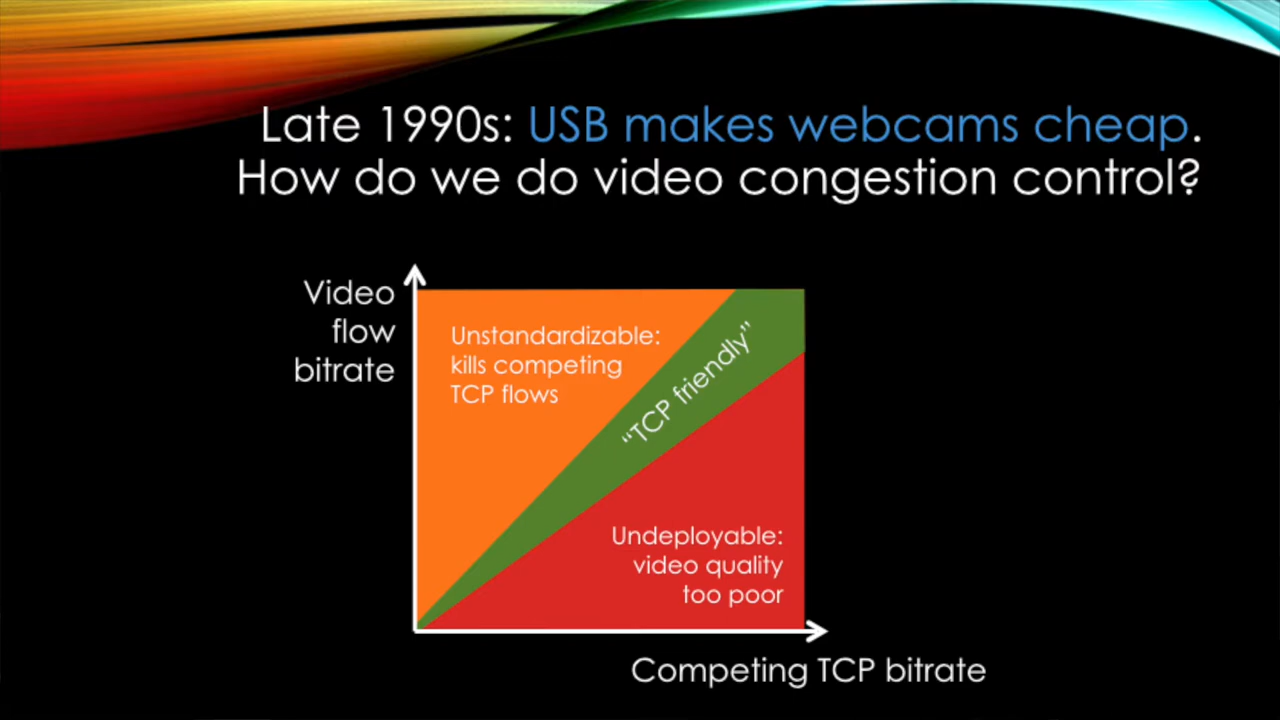 Late 1990s: USB makes webcams cheap.
How do we do video congestion control?
Video
flow
bitrate
Unstandardizable:
kills competing
TCP flows
“TCP friendly”
Undeployable:
video quality
too poor
Competing TCP bitrate